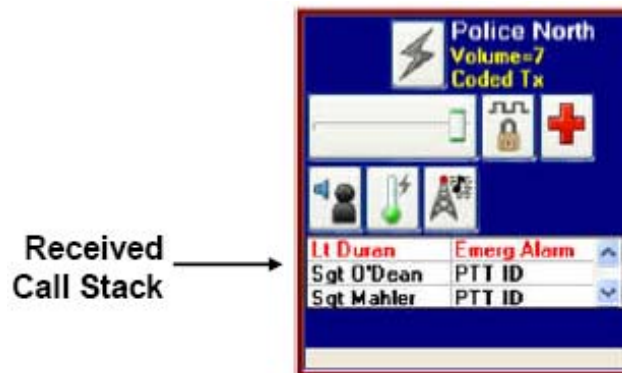 Police North
Volume=7
Coded Tx
Received
Call Stack
Lt Duran Emerg Alarm
Sgt O'Dean PTT ID
Sgt Mahler PTT ID